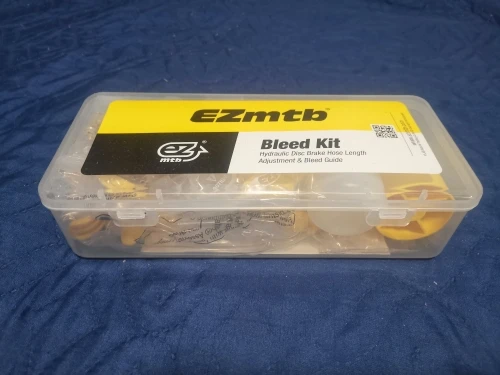 EZmtb®
ez®
mtb
Bleed Kit
Hydraulic Disc Brake Hose Length
Adjustment & Bleed Guide